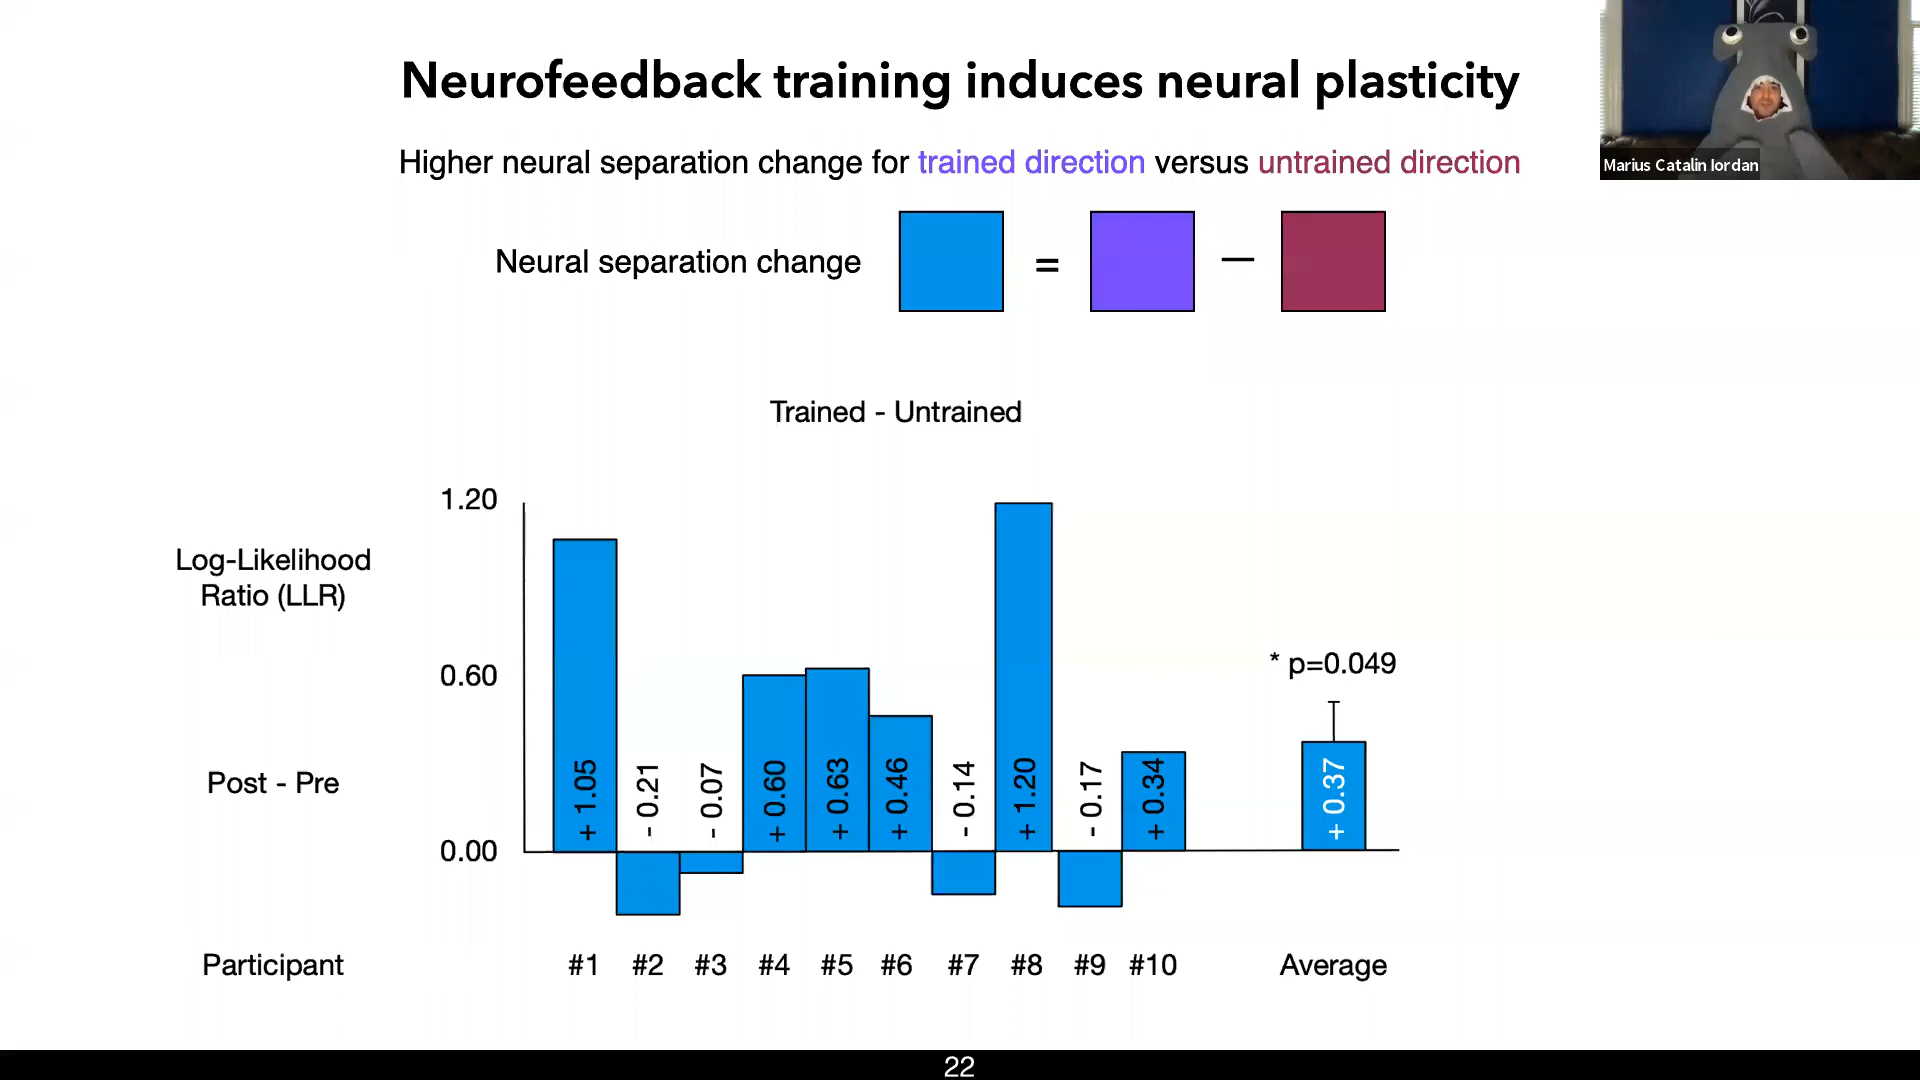 Neurofeedback training induces neural plasticity
Marius Catalin Iordan
Higher neural separation change for trained direction versus untrained direction
Neural separation change = —
Trained - Untrained
Log-Likelihood
Ratio (LLR)
Post - Pre
1.20
0.60
0.00
+ 1.05
- 0.21
- 0.07
+ 0.60
+ 0.63
+ 0.46
- 0.14
+ 1.20
- 0.17
+ 0.34
* p=0.049
+ 0.37
Participant #1 #2 #3 #4 #5 #6 #7 #8 #9 #10 Average
22